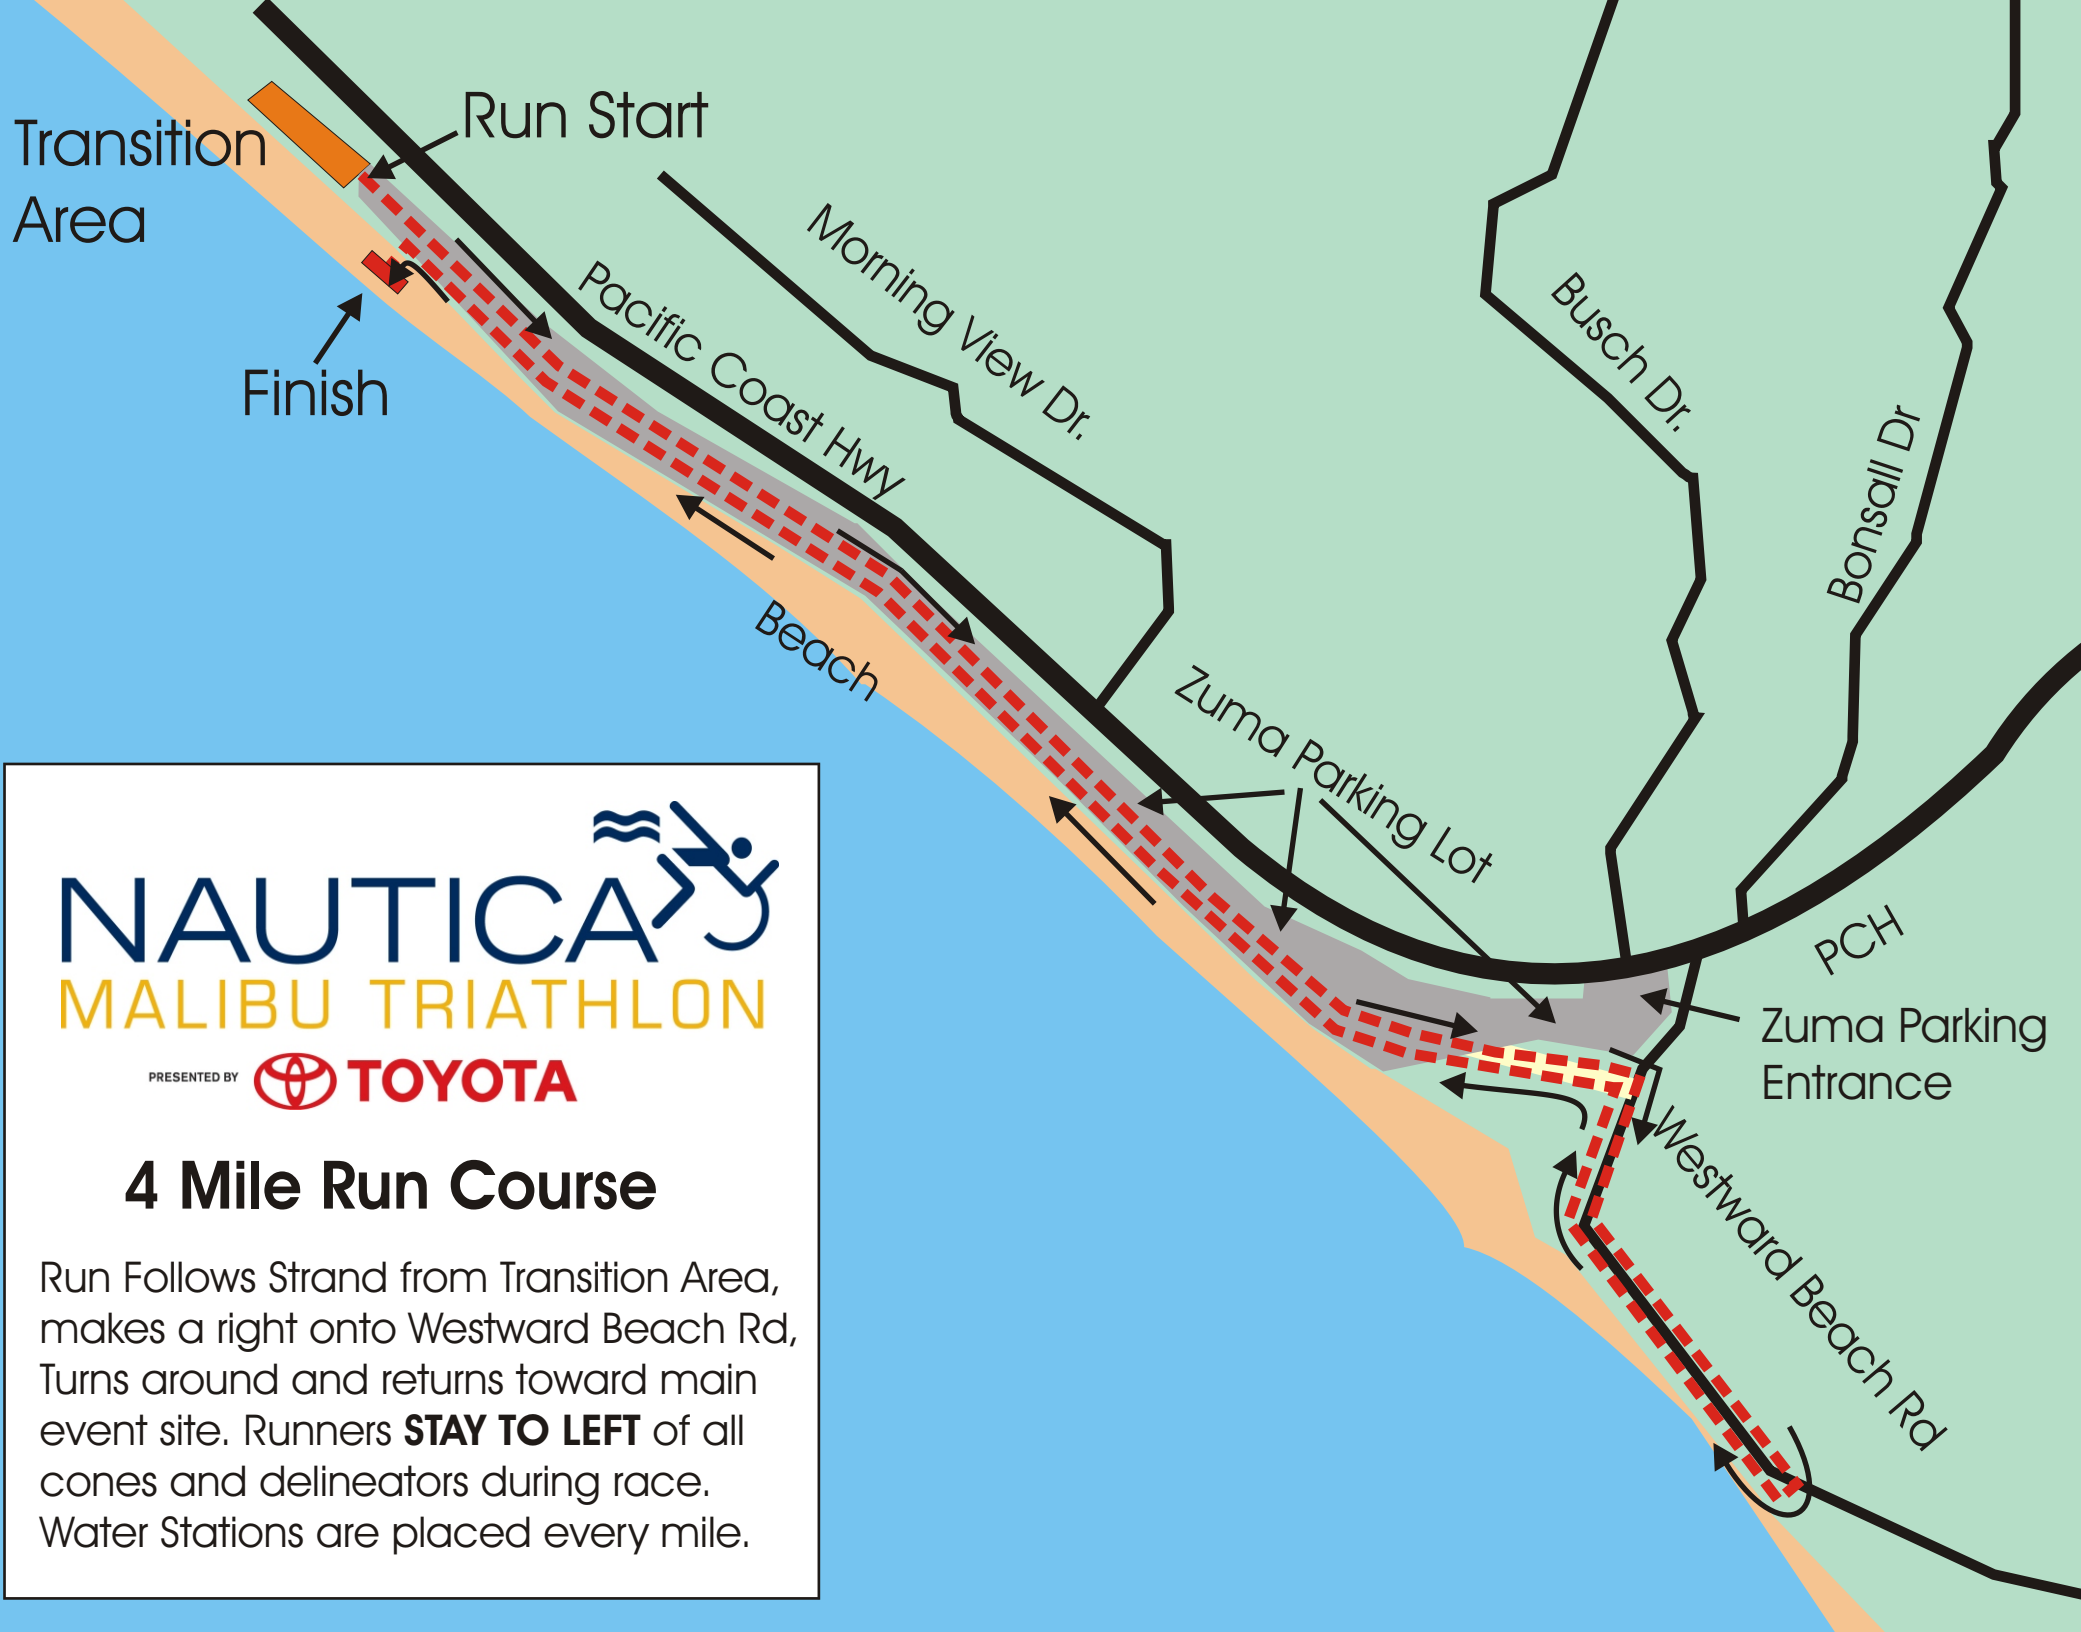 Run Start
Transition
Area
Finish
Morning View Dr.
Pacific Coast Hwy
Busch Dr.
Bonsall Dr
Beach
Zuma Parking Lot
PCH
Zuma Parking
Entrance
Westward Beach Rd
NAUTICA
MALIBU TRIATHLON
PRESENTED BY TOYOTA
4 Mile Run Course
Run Follows Strand from Transition Area,
makes a right onto Westward Beach Rd,
Turns around and returns toward main
event site. Runners STAY TO LEFT of all
cones and delineators during race.
Water Stations are placed every mile.